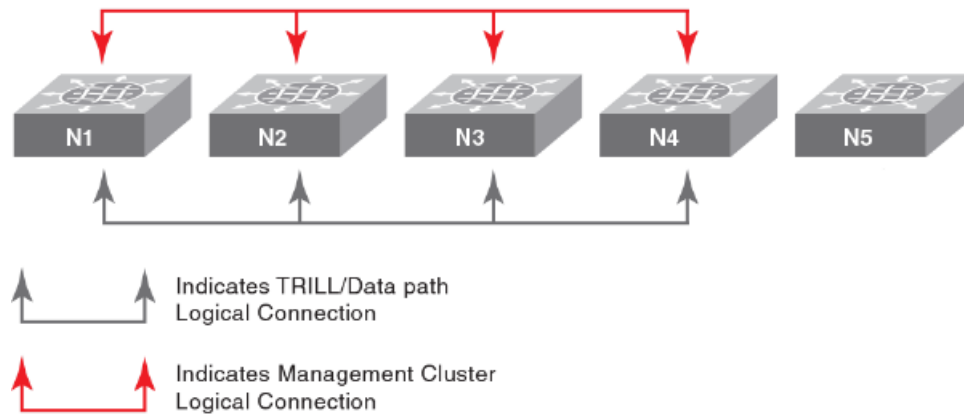 N1
N2
N3
N4
N5
Indicates TRILL/Data path
Logical Connection
Indicates Management Cluster
Logical Connection